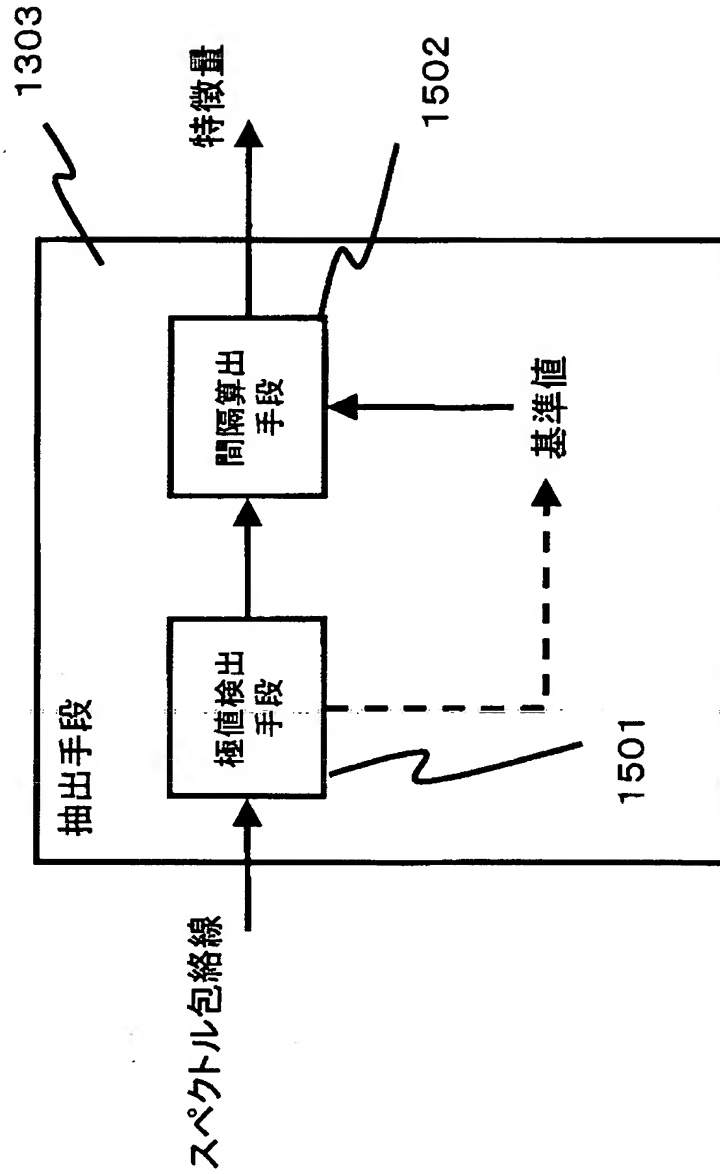 1303
抽出手段
スペクトル包絡線
極値検出
手段
間隔算出
手段
特徴量
1501
1502
基準値